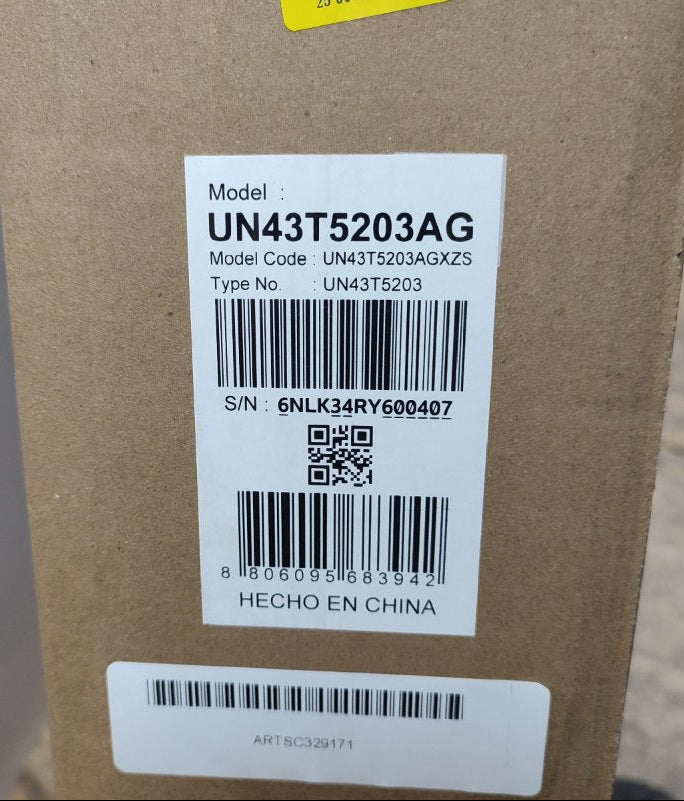 Model :
UN43T5203AG
Model Code : UN43T5203AGXZS
Type No. : UN43T5203
S/N : 6NLK34RY600407
8 806095 683942
HECHO EN CHINA
ARTSC329171